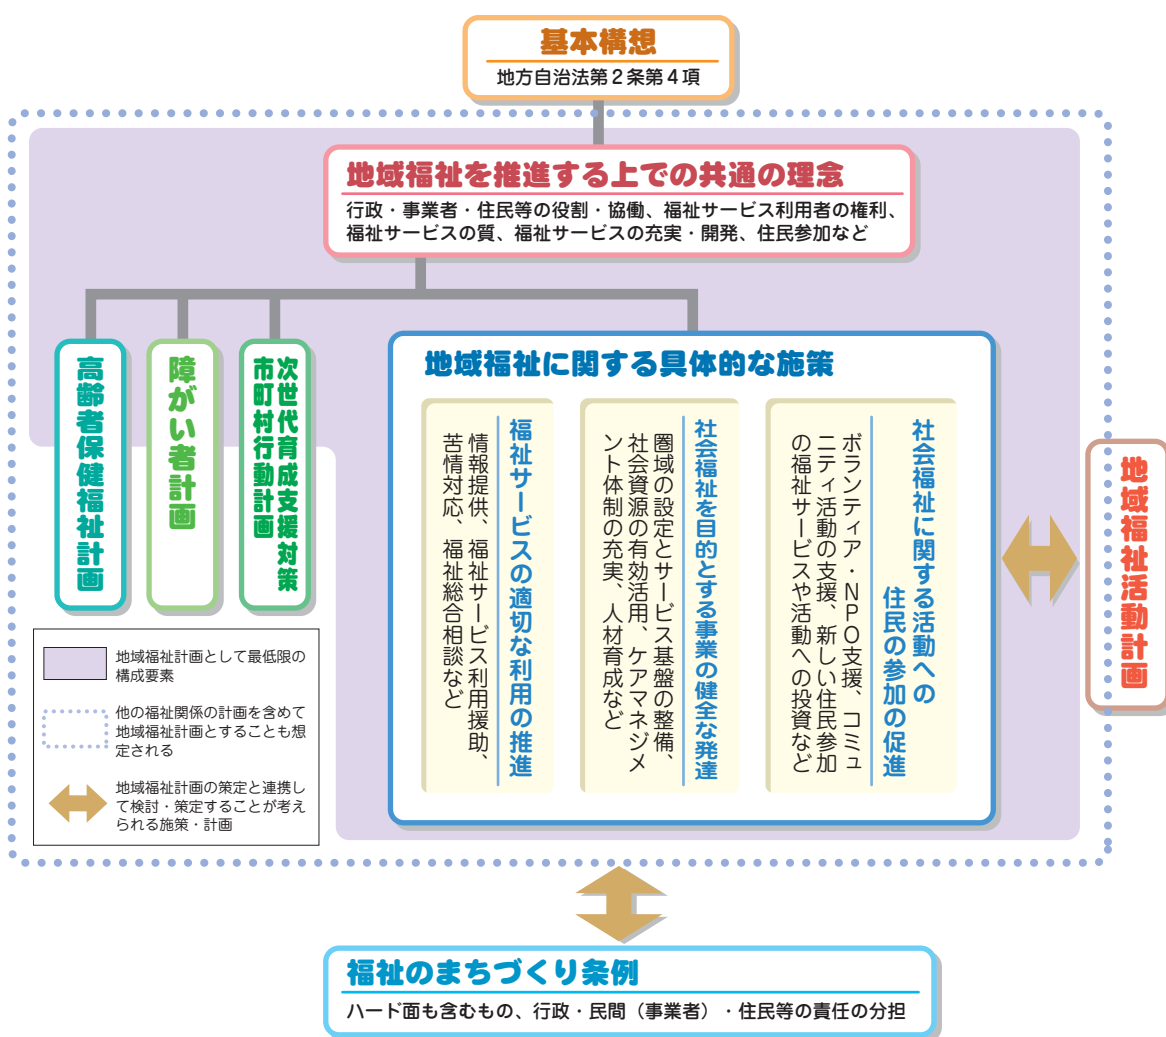 基本構想
地方自治法第2条第4項
地域福祉を推進する上での共通の理念
行政・事業者・住民等の役割・協働、福祉サービス利用者の権利、
福祉サービスの質、福祉サービスの充実・開発、住民参加など
高齢者保健福祉計画
障がい者計画
次世代育成支援対策
市町村行動計画
地域福祉に関する具体的な施策
社会福祉に関する活動への
住民の参加の促進
ボランティア・NPO支援、コミュ
ニティ活動の支援、新しい住民参加
の福祉サービスや活動への投資など
社会福祉を目的とする事業の健全な発達
圏域の設定とサービス基盤の整備、
社会資源の有効活用、ケアマネジメ
ント体制の充実、人材育成など
福祉サービスの適切な利用の推進
情報提供、福祉サービス利用援助、
苦情対応、福祉総合相談など
地域福祉活動計画
地域福祉計画として最低限の
構成要素
他の福祉関係の計画を含めて
地域福祉計画とすることも想
定される
地域福祉計画の策定と連携し
て検討・策定することが考え
られる施策・計画
福祉のまちづくり条例
ハード面も含むもの、行政・民間（事業者）・住民等の責任の分担